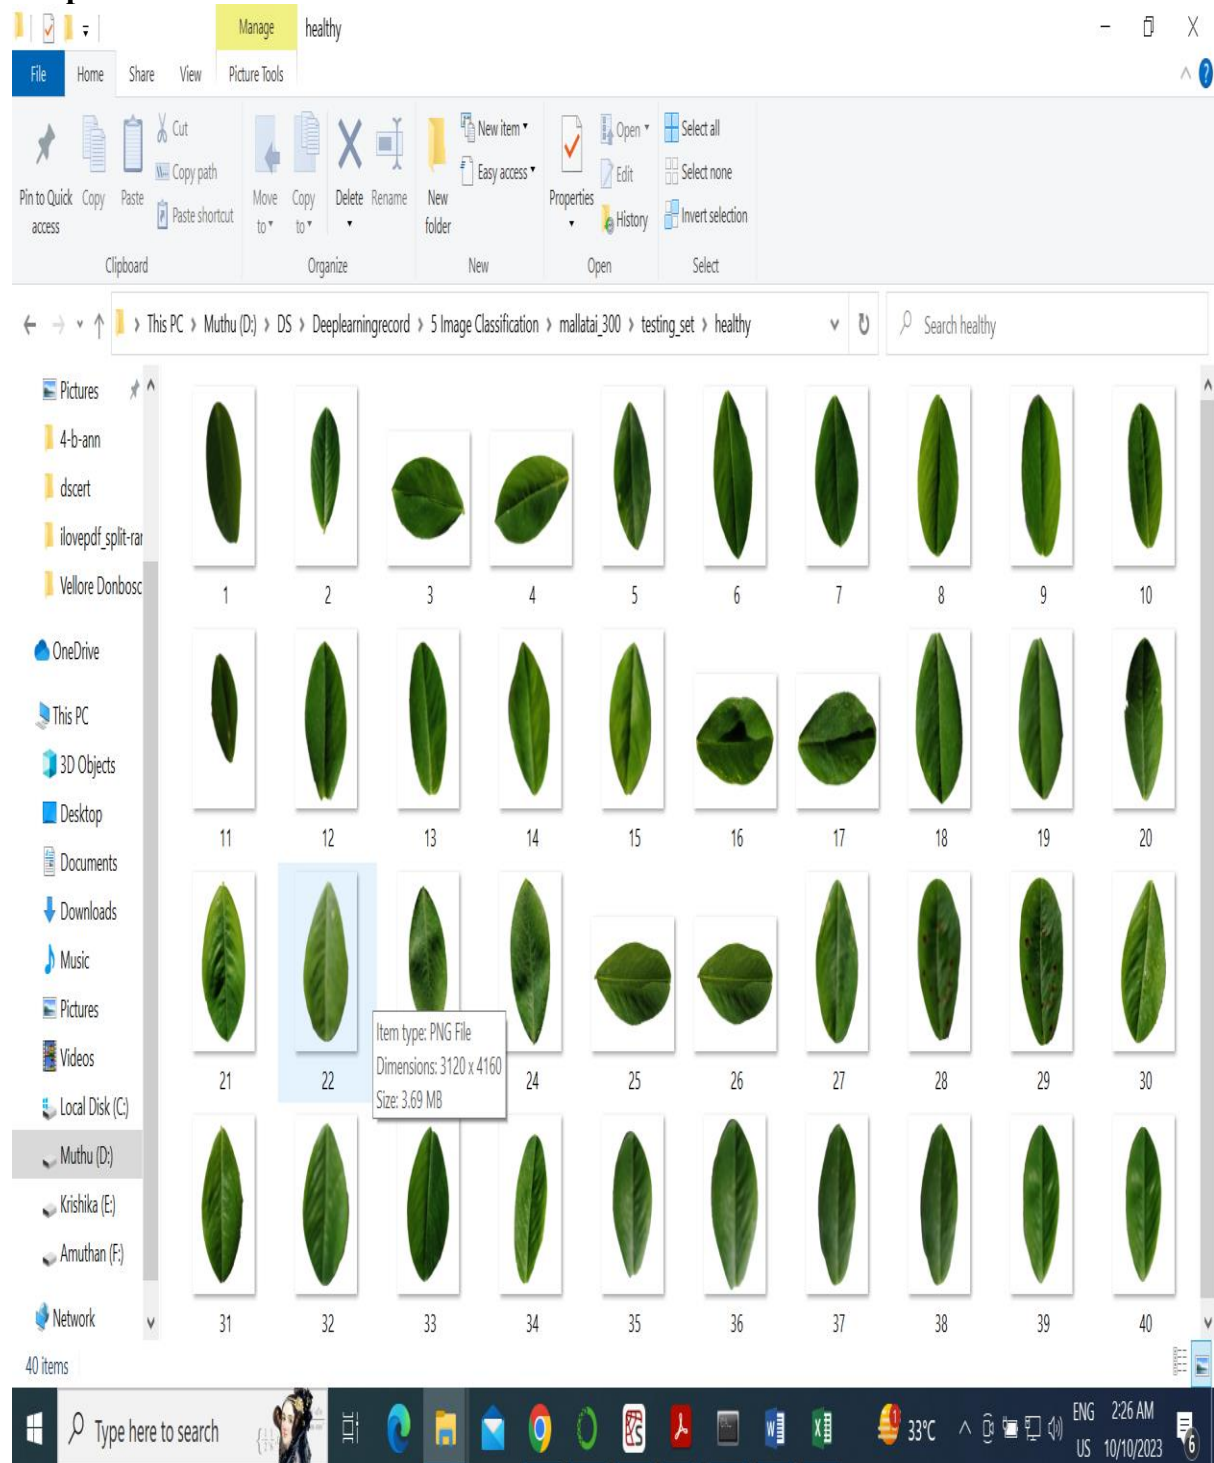 Manage healthy
File Home Share View Picture Tools
Cut
Copy path
Paste shortcut
Pin to Quick access
Copy
Paste
Move to
Copy to
Delete
Rename
New folder
New item
Easy access
Properties
Open
Edit
History
Select all
Select none
Invert selection
Clipboard Organize New Open Select
This PC > Muthu (D:) > DS > Deeplearningrecord > 5 Image Classification > mallatai_300 > testing_set > healthy
Search healthy
Pictures
4-b-ann
dscert
ilovepdf_split-rar
Vellore Donbosc
OneDrive
This PC
3D Objects
Desktop
Documents
Downloads
Music
Pictures
Videos
Local Disk (C:)
Muthu (D:)
Krishika (E:)
Amuthan (F:)
Network
1 2 3 4 5 6 7 8 9 10
11 12 13 14 15 16 17 18 19 20
21 22 24 25 26 27 28 29 30
Item type: PNG File
Dimensions: 3120 x 4160
Size: 3.69 MB
31 32 33 34 35 36 37 38 39 40
40 items
Type here to search
33°C
ENG
US
2:26 AM
10/10/2023
6